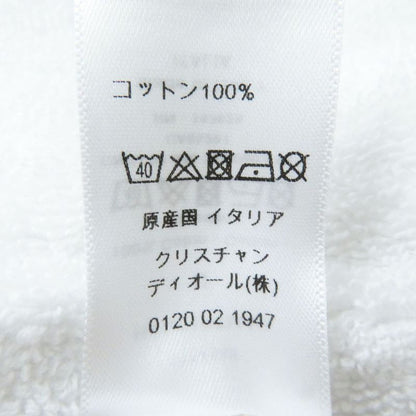 コットン100%
40
原産国 イタリア
クリスチャン
ディオール(株)
0120 02 1947